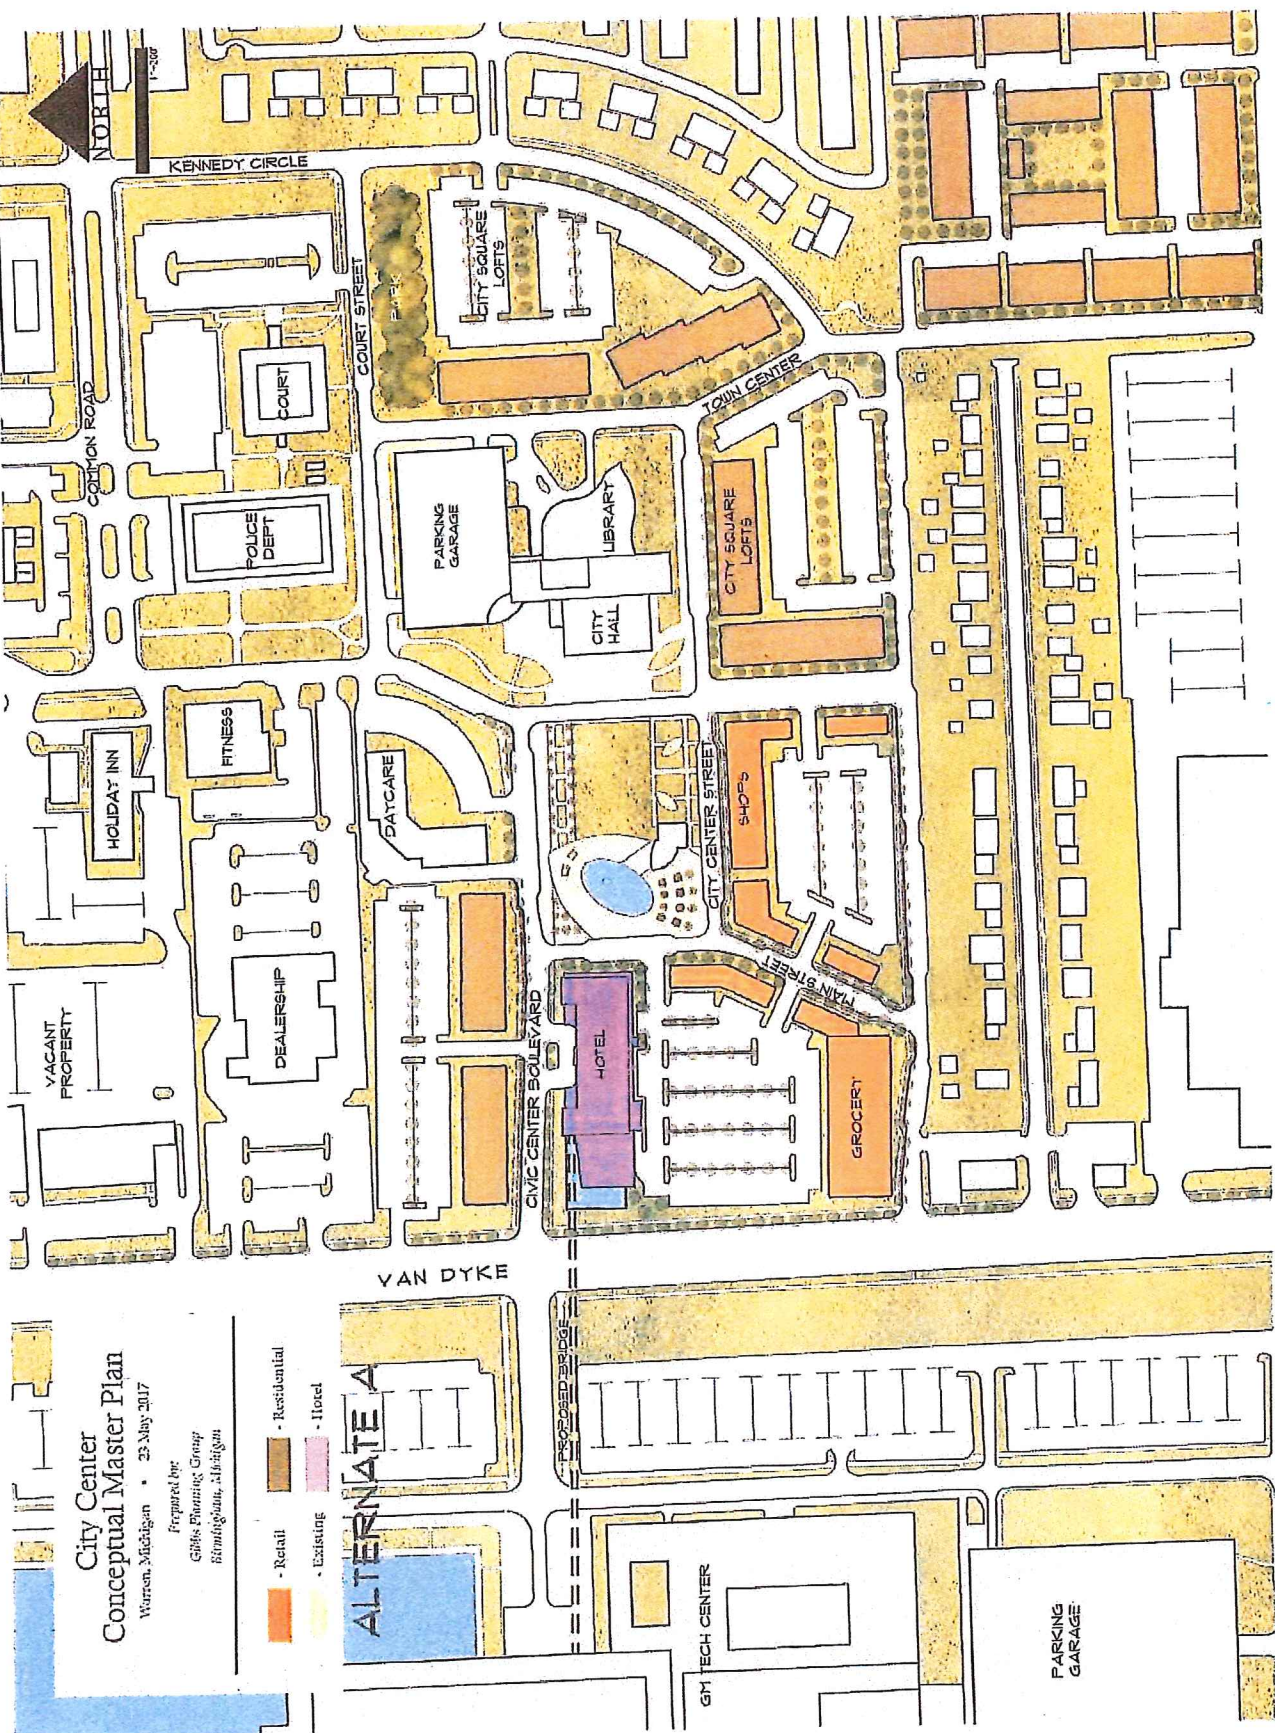 City Center
Conceptual Master Plan
Warren, Michigan • 23 May 2017
Prepared by:
Gibbs Planning Group
Birmingham, Michigan
- Retail
- Residential
- Existing
- Hotel
ALTERNATE A
NORTH
1"=200'
VACANT
PROPERTY
HOLIDAY INN
COMMON ROAD
KENNEDY CIRCLE
DEALERSHIP
FITNESS
POLICE
DEPT
COURT
COURT STREET
DAYCARE
PARK
PARKING
GARAGE
CITY SQUARE
LOFTS
VAN DYKE
CIVIC CENTER BOULEVARD
CITY
HALL
LIBRARY
PROPOSED BRIDGE
HOTEL
CITY CENTER STREET
TOWN CENTER
SHOPS
CITY SQUARE
LOFTS
MAIN STREET
GROCERY
GM TECH CENTER
PARKING
GARAGE